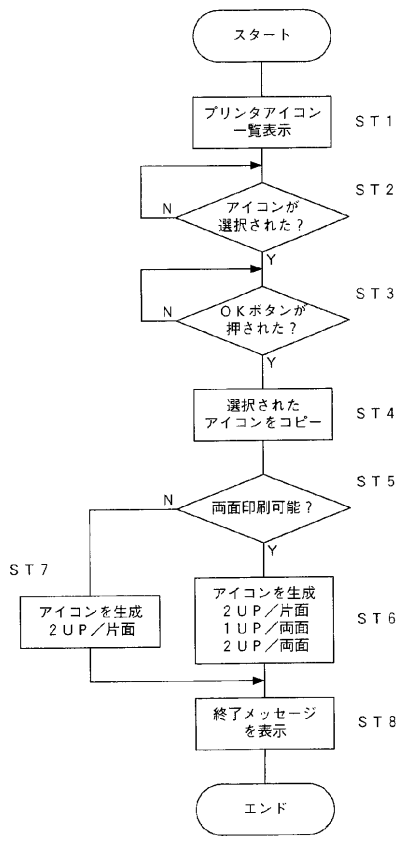 スタート
プリンタアイコン
一覧表示
ST1
ST2
アイコンが
選択された？
N
Y
ST3
OKボタンが
押された？
N
Y
選択された
アイコンをコピー
ST4
ST5
両面印刷可能？
N
Y
ST7
アイコンを生成
2UP／片面
アイコンを生成
2UP／片面
1UP／両面
2UP／両面
ST6
終了メッセージ
を表示
ST8
エンド